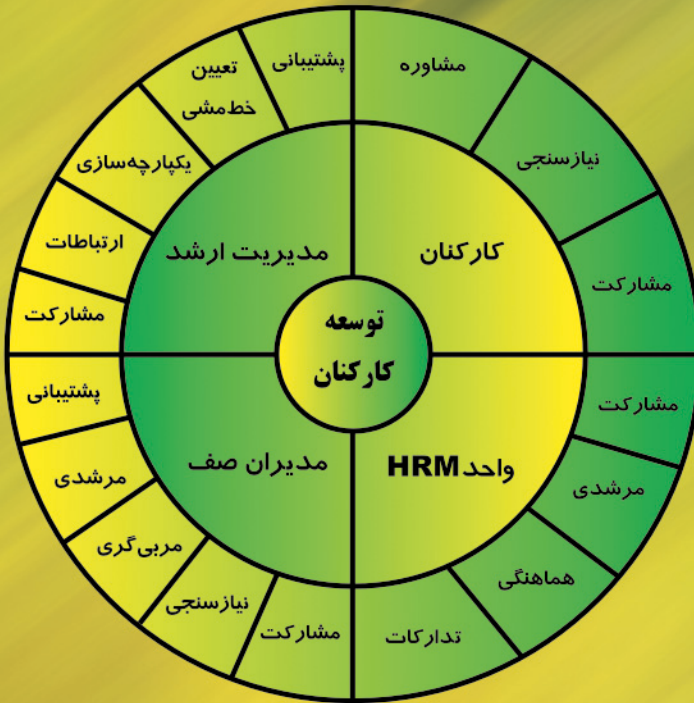 پشتیبانی
تعیین
خط‌مشی
یکپارچه‌سازی
ارتباطات
مشارکت
مدیریت ارشد
مشاوره
نیازسنجی
مشارکت
کارکنان
توسعه
کارکنان
پشتیبانی
مرشدی
مربی‌گری
نیازسنجی
مشارکت
مدیران صف
مشارکت
مرشدی
هماهنگی
تدارکات
واحد HRM